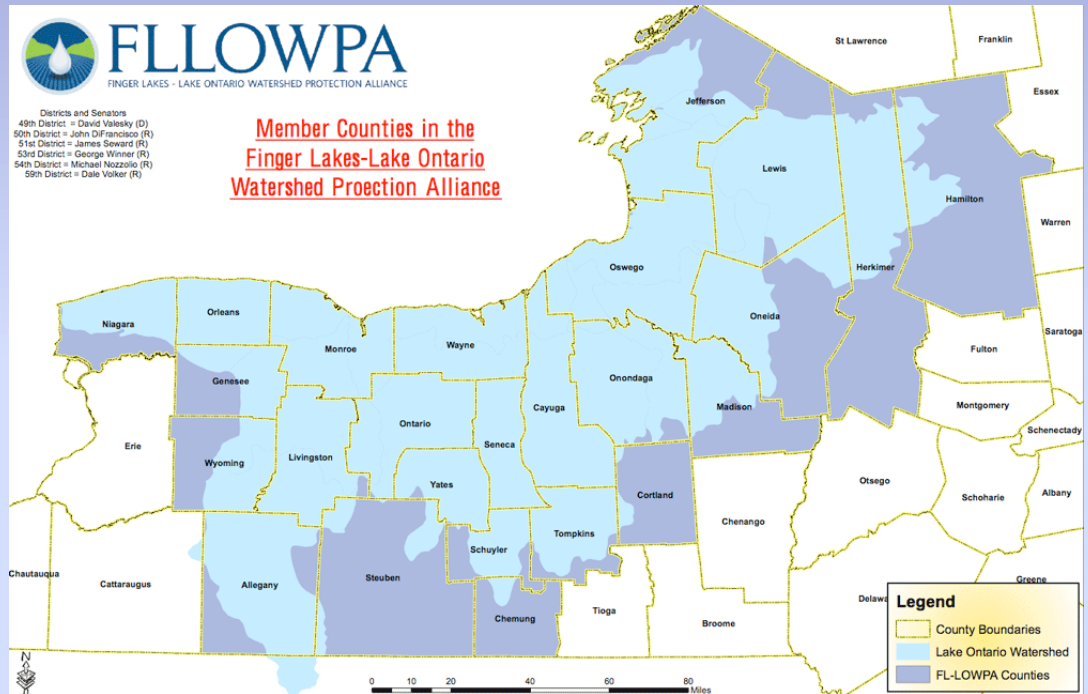 FLLOWPA
FINGER LAKES - LAKE ONTARIO WATERSHED PROTECTION ALLIANCE
Districts and Senators
49th District = David Valesky (D)
50th District = John DiFrancisco (R)
51st District = James Seward (R)
53rd District = George Winner (R)
54th District = Michael Nozzolio (R)
59th District = Dale Volker (R)
Member Counties in the
Finger Lakes-Lake Ontario
Watershed Proection Alliance
St Lawrence
Franklin
Essex
Jefferson
Lewis
Hamilton
Warren
Oswego
Herkimer
Oneida
Saratoga
Niagara
Orleans
Monroe
Wayne
Fulton
Genesee
Onondaga
Madison
Montgomery
Cayuga
Schenectady
Ontario
Seneca
Erie
Wyoming
Livingston
Yates
Cortland
Otsego
Schoharie
Albany
Chenango
Tompkins
Schuyler
Chautauqua
Cattaraugus
Allegany
Steuben
Chemung
Tioga
Broome
Delawa
Greene
Legend
County Boundaries
Lake Ontario Watershed
FL-LOWPA Counties
N
0 10 20 40 60 80
Miles